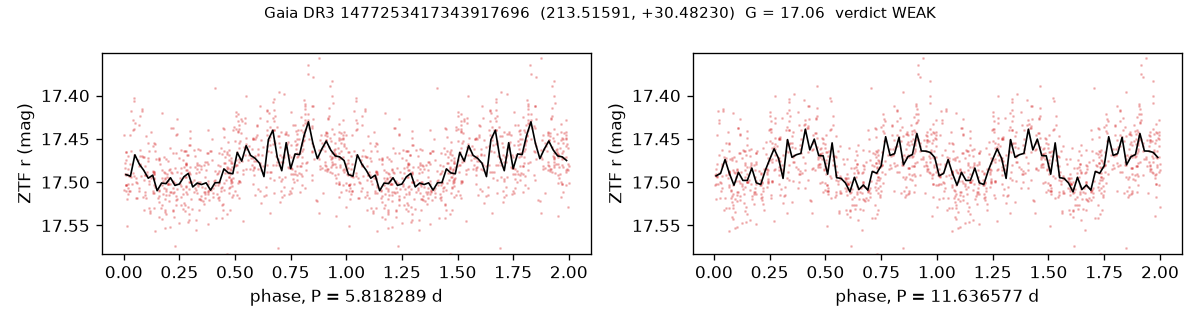 Gaia DR3 1477253417343917696 (213.51591, +30.48230) G = 17.06 verdict WEAK
ZTF r (mag)
17.40
17.45
17.50
17.55
0.00 0.25 0.50 0.75 1.00 1.25 1.50 1.75 2.00
phase, P = 5.818289 d
ZTF r (mag)
17.40
17.45
17.50
17.55
0.00 0.25 0.50 0.75 1.00 1.25 1.50 1.75 2.00
phase, P = 11.636577 d